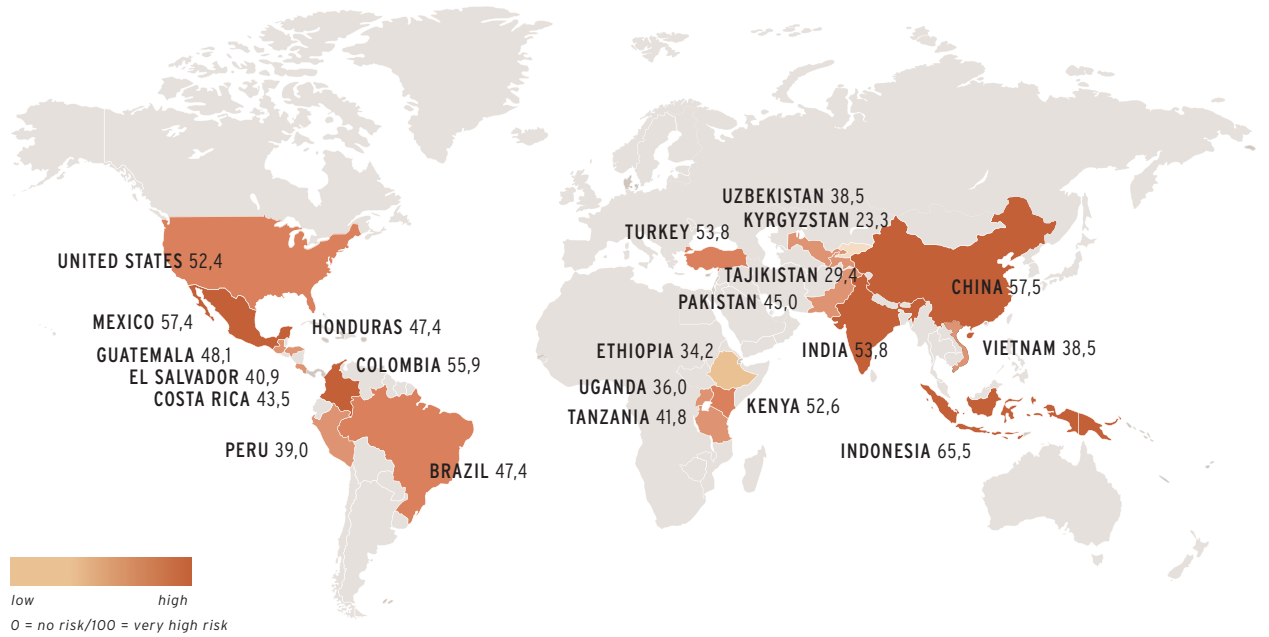 UZBEKISTAN 38,5
KYRGYZSTAN 23,3
TURKEY 53,8
UNITED STATES 52,4
TAJIKISTAN 29,4
CHINA 57,5
PAKISTAN 45,0
MEXICO 57,4
HONDURAS 47,4
GUATEMALA 48,1
ETHIOPIA 34,2
INDIA 53,8
VIETNAM 38,5
COLOMBIA 55,9
EL SALVADOR 40,9
UGANDA 36,0
COSTA RICA 43,5
KENYA 52,6
TANZANIA 41,8
PERU 39,0
INDONESIA 65,5
BRAZIL 47,4
low
high
0 = no risk/100 = very high risk